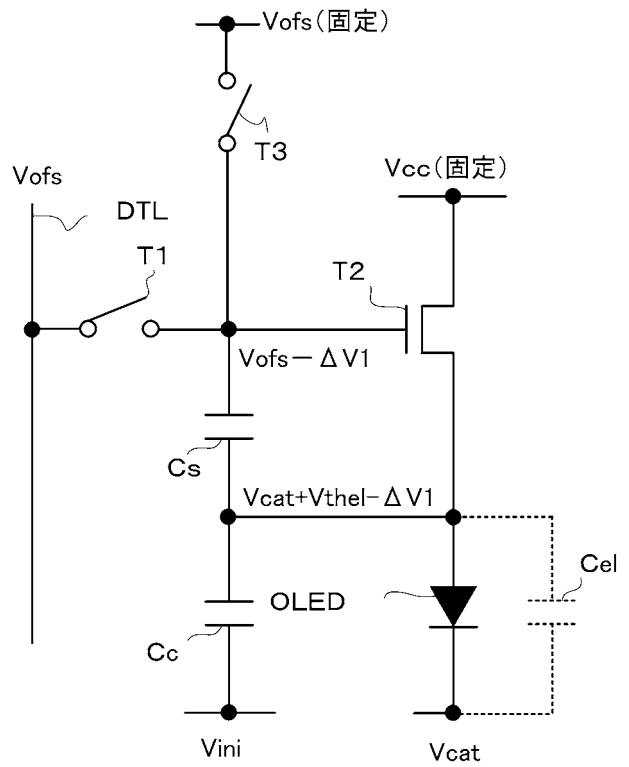 Vofs(固定)
T3
Vcc(固定)
Vofs
DTL
T1
T2
Vofs-ΔV1
Cs
Vcat+Vthel-ΔV1
Cel
OLED
Cc
Vini
Vcat